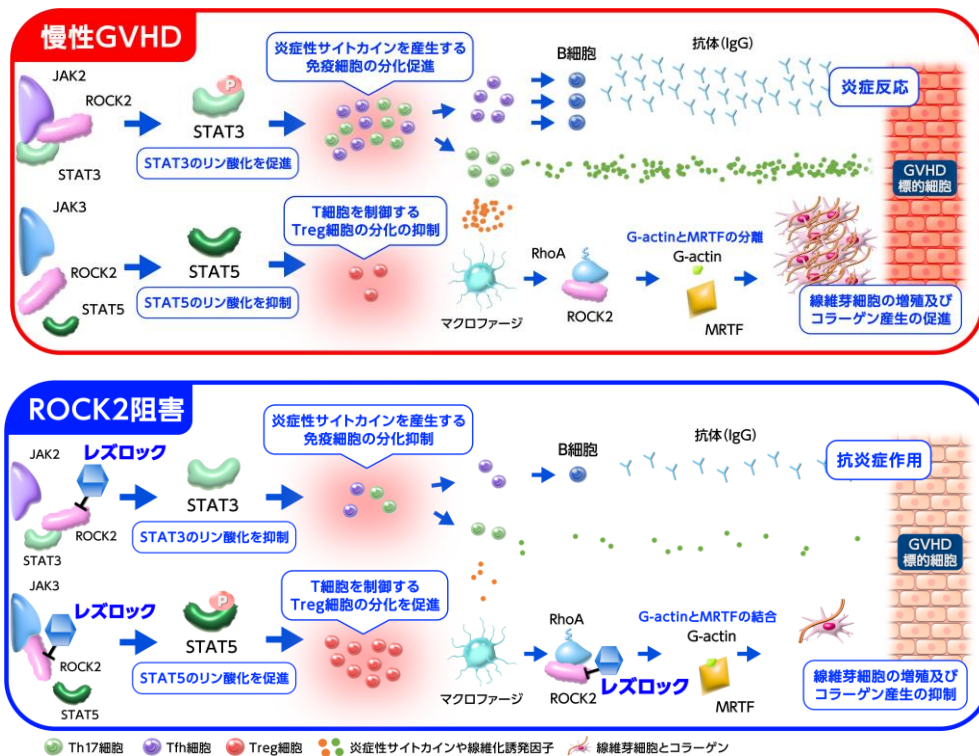 慢性GVHD
JAK2
ROCK2
STAT3
P
STAT3
STAT3のリン酸化を促進
炎症性サイトカインを産生する
免疫細胞の分化促進
B細胞
抗体(IgG)
炎症反応
GVHD
標的細胞
JAK3
ROCK2
STAT5
STAT5
STAT5のリン酸化を抑制
T細胞を制御する
Treg細胞の分化の抑制
マクロファージ
RhoA
ROCK2
G-actinとMRTFの分離
G-actin
MRTF
線維芽細胞の増殖及び
コラーゲン産生の促進
ROCK2阻害
JAK2
レズロック
ROCK2
STAT3
STAT3
STAT3のリン酸化を抑制
炎症性サイトカインを産生する
免疫細胞の分化抑制
B細胞
抗体(IgG)
抗炎症作用
GVHD
標的細胞
JAK3
レズロック
ROCK2
STAT5
P
STAT5
STAT5のリン酸化を促進
T細胞を制御する
Treg細胞の分化を促進
マクロファージ
RhoA
ROCK2
レズロック
G-actinとMRTFの結合
G-actin
MRTF
線維芽細胞の増殖及び
コラーゲン産生の抑制
Th17細胞 Tfh細胞 Treg細胞 炎症性サイトカインや線維化誘発因子 線維芽細胞とコラーゲン